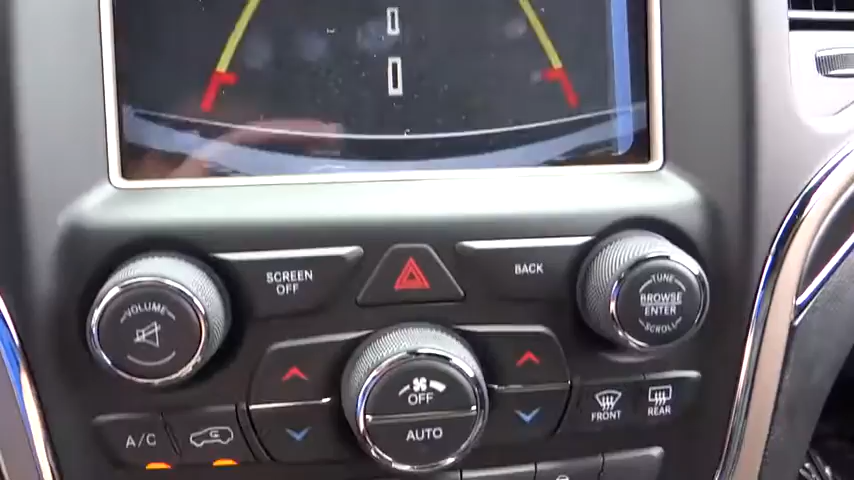 SCREEN
OFF
BACK
VOLUME
TUNE
BROWSE
ENTER
SCROLL
OFF
AUTO
A/C
FRONT
REAR